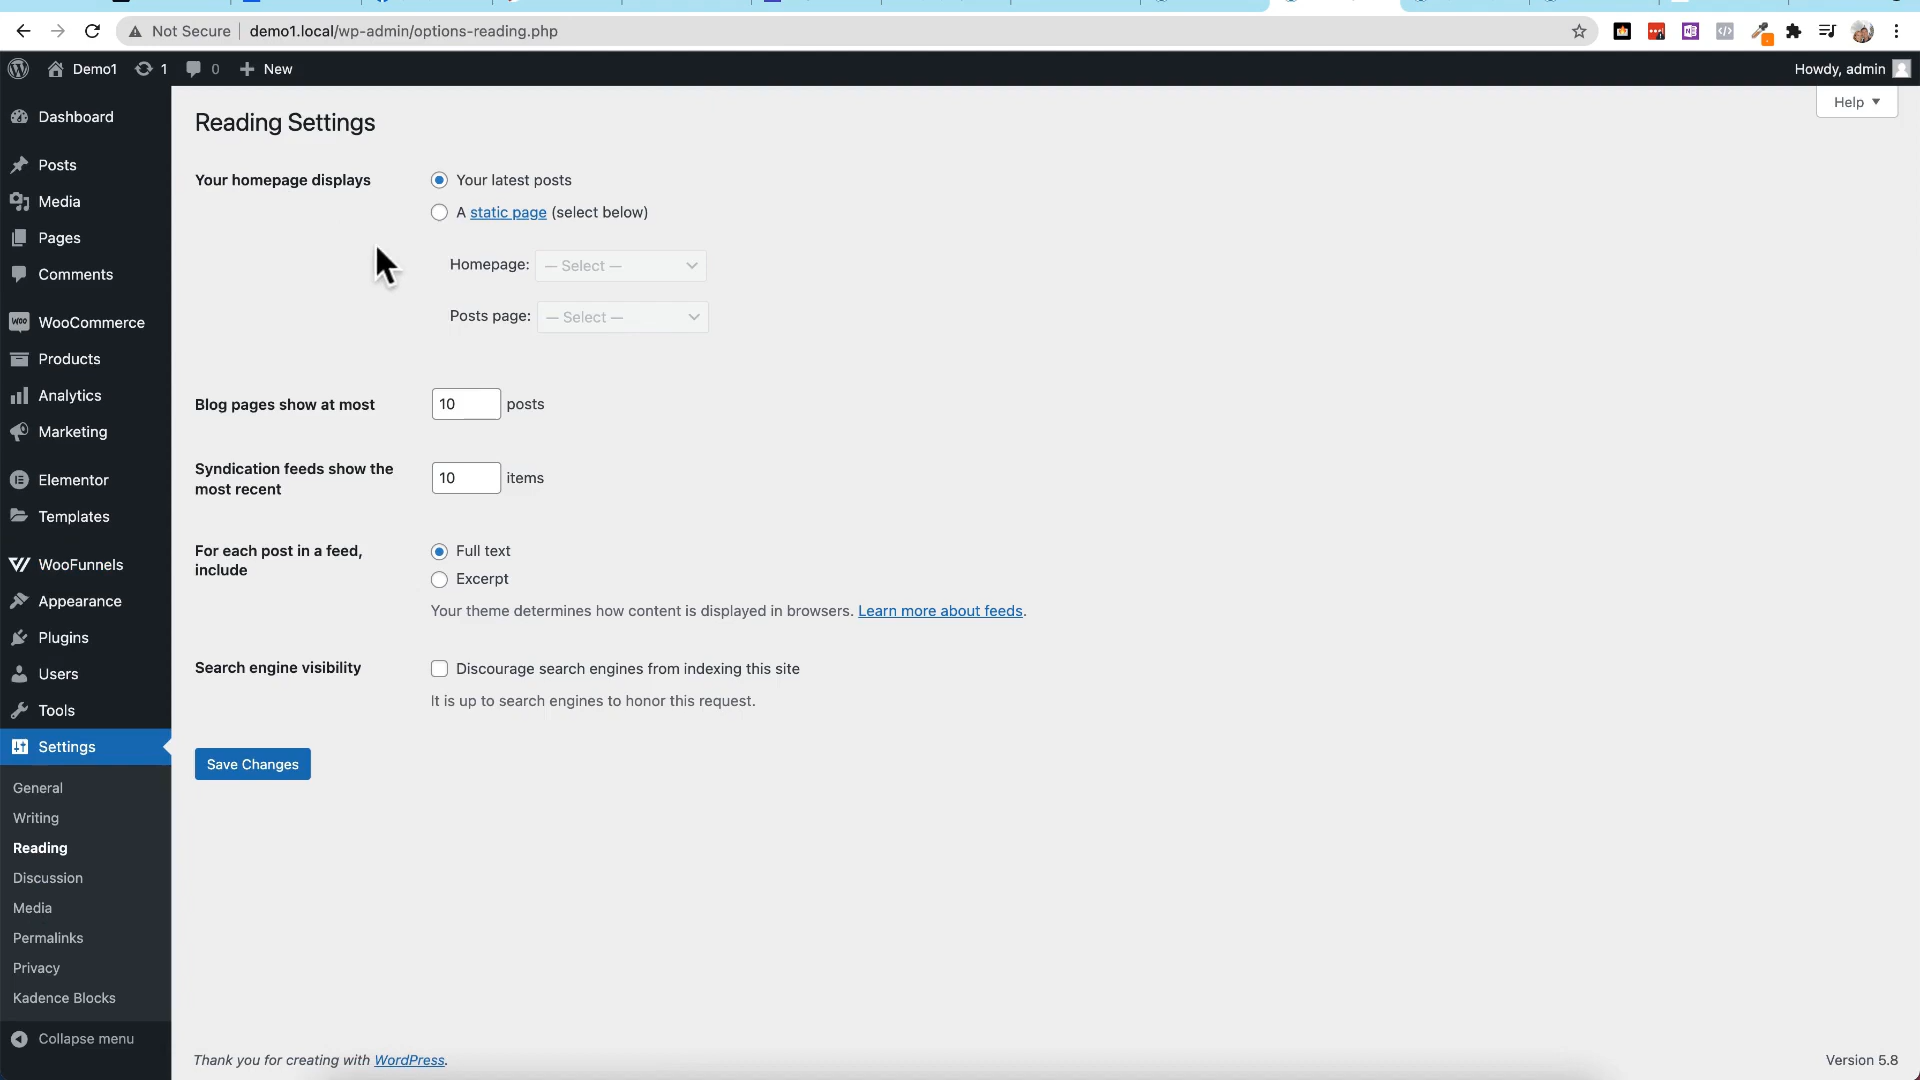 Not Secure
demo1.local/wp-admin/options-reading.php
Demo1
1
0
New
Howdy, admin
Help
Dashboard
Posts
Media
Pages
Comments
WooCommerce
Products
Analytics
Marketing
Elementor
Templates
WooFunnels
Appearance
Plugins
Users
Tools
Settings
General
Writing
Reading
Discussion
Media
Permalinks
Privacy
Kadence Blocks
Collapse menu
Reading Settings
Your homepage displays
Your latest posts
A static page (select below)
Homepage: — Select —
Posts page: — Select —
Blog pages show at most
10 posts
Syndication feeds show the
most recent
10 items
For each post in a feed,
include
Full text
Excerpt
Your theme determines how content is displayed in browsers. Learn more about feeds.
Search engine visibility
Discourage search engines from indexing this site
It is up to search engines to honor this request.
Save Changes
Thank you for creating with WordPress.
Version 5.8